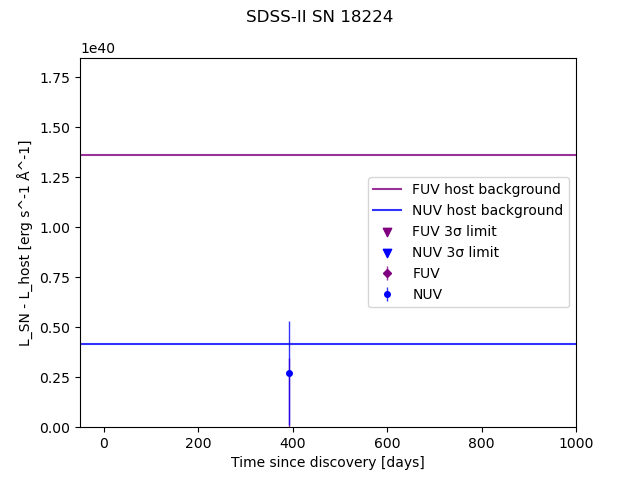 SDSS-II SN 18224
1e40
1.75
1.50
1.25
1.00
0.75
0.50
0.25
0.00
L_SN - L_host [erg s^-1 Å^-1]
FUV host background
NUV host background
FUV 3σ limit
NUV 3σ limit
FUV
NUV
0 200 400 600 800 1000
Time since discovery [days]